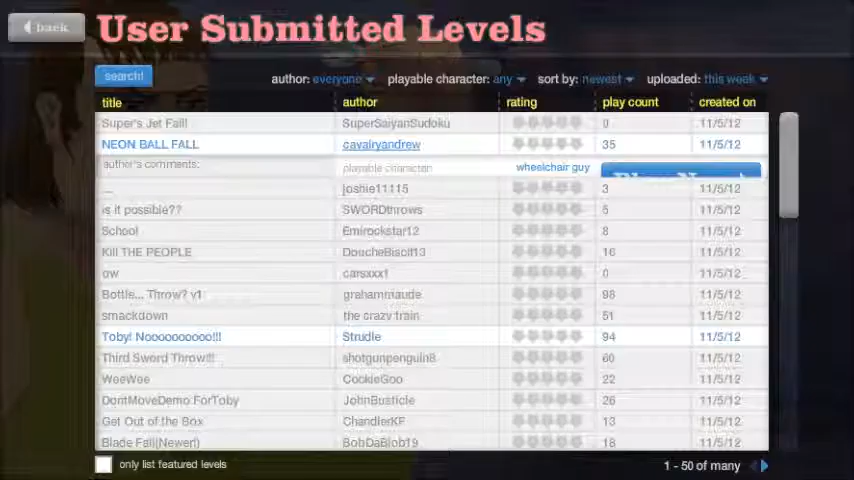 back
User Submitted Levels
search!
author: everyone playable character: any sort by: newest uploaded: this week
title author rating play count created on
Super's Jet Fail! SuperSaiyanSudoku 0 11/5/12
NEON BALL FALL cavalryandrew 35 11/5/12
author's comments: playable character: wheelchair guy
... joshie11115 3 11/5/12
is it possible?? SWORDthrows 5 11/5/12
School Emirockstar12 8 11/5/12
Kill THE PEOPLE DoucheBiscit13 16 11/5/12
ow carsxxx1 0 11/5/12
Bottle... Throw? v1 grahammaude 98 11/5/12
smackdown the crazy train 51 11/5/12
Toby! Noooooooooo!!! Strudle 94 11/5/12
Third Sword Throw!!! shotgunpenguin8 60 11/5/12
WeeWee CookieGoo 22 11/5/12
DontMoveDemo ForToby JohnBusticle 26 11/5/12
Get Out of the Box ChandlerKF 13 11/5/12
Blade Fall(Newer!) BobDaBlob19 18 11/5/12
only list featured levels 1 - 50 of many